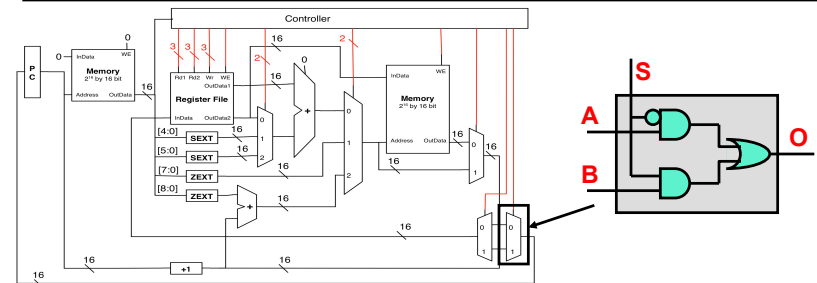 Controller
16
2
2
3
3
3
16
0
0
P
C
InData
WE
Memory
2¹⁶ by 16 bit
Address
OutData
16
Rd1
Rd2
Wr
WE
OutData1
Register File
InData
OutData2
16
+
0
1
2
InData
WE
Memory
2¹⁶ by 16 bit
Address
OutData
16
0
1
2
0
1
16
16
[4:0]
SEXT
16
[5:0]
SEXT
16
[7:0]
ZEXT
16
[8:0]
ZEXT
+
16
0
1
0
1
16
16
+1
16
16
S
A
B
O